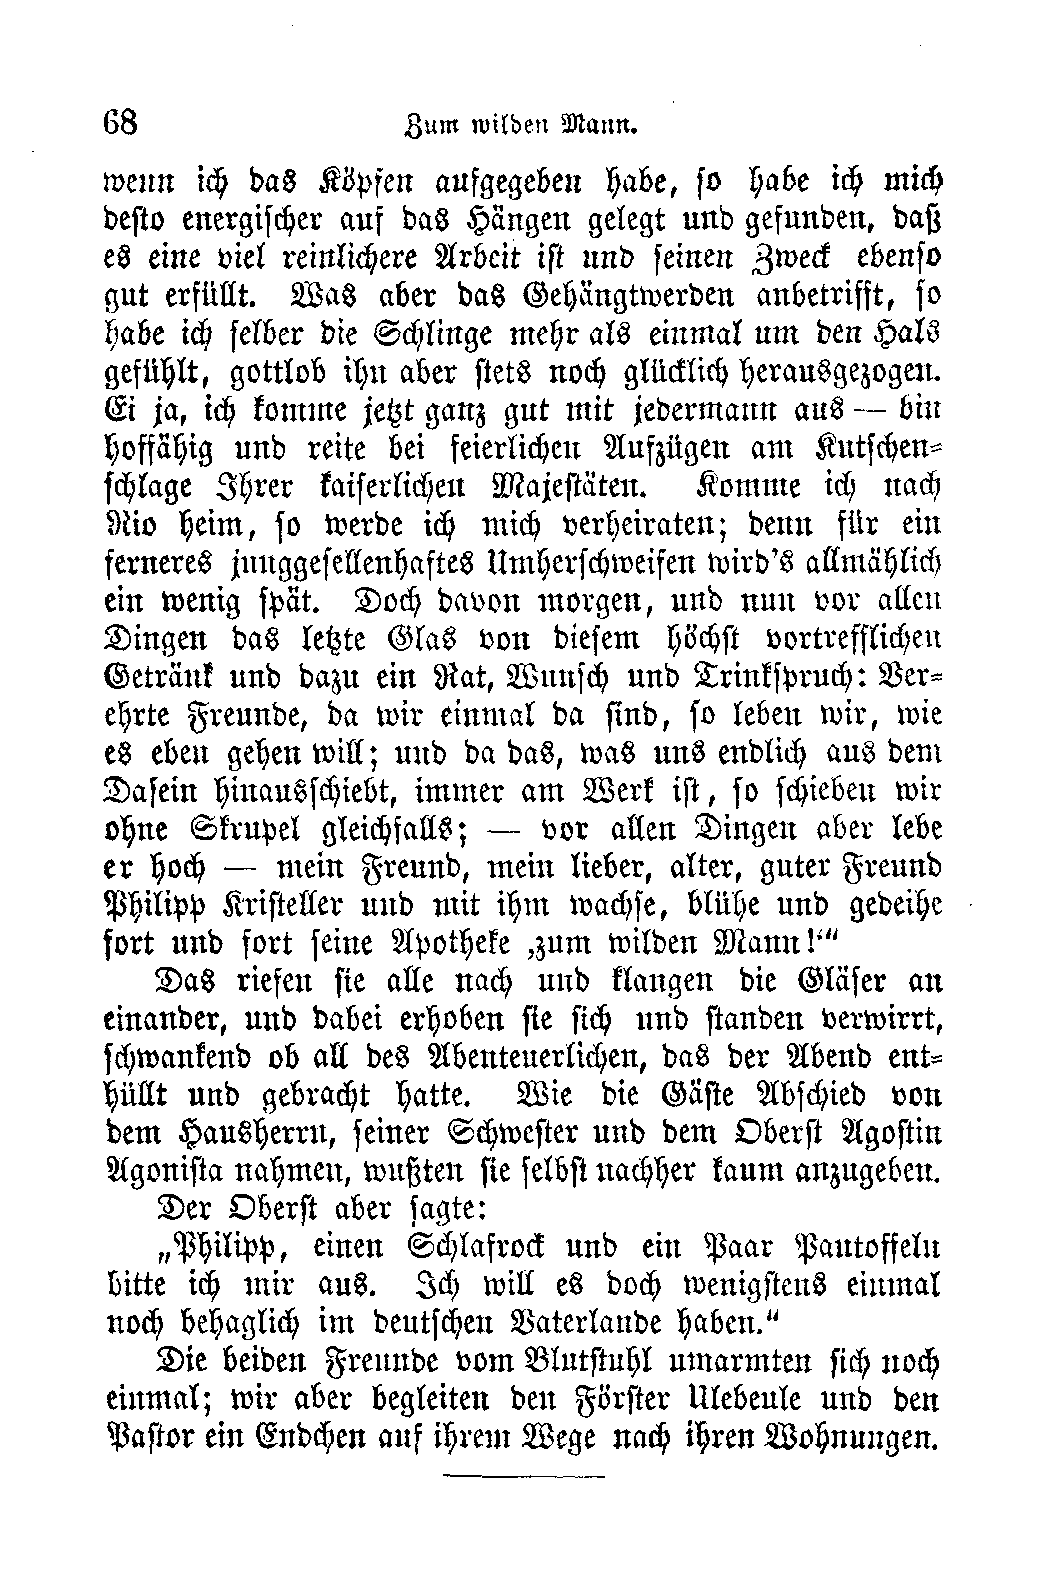 68 Zum wilden Mann.
wenn ich das Köpfen aufgegeben habe, so habe ich mich
desto energischer auf das Hängen gelegt und gefunden, daß
es eine viel reinlichere Arbeit ist und seinen Zweck ebenso
gut erfüllt. Was aber das Gehängtwerden anbetrifft, so
habe ich selber die Schlinge mehr als einmal um den Hals
gefühlt, gottlob ihn aber stets noch glücklich herausgezogen.
Ei ja, ich komme jetzt ganz gut mit jedermann aus — bin
hoffähig und reite bei feierlichen Aufzügen am Kutschen-
schlage Ihrer kaiserlichen Majestäten. Komme ich nach
Rio heim, so werde ich mich verheiraten; denn für ein
ferneres junggesellenhaftes Umherschweifen wird's allmählich
ein wenig spät. Doch davon morgen, und nun vor allen
Dingen das letzte Glas von diesem höchst vortrefflichen
Getränk und dazu ein Rat, Wunsch und Trinkspruch: Ver-
ehrte Freunde, da wir einmal da sind, so leben wir, wie
es eben gehen will; und da das, was uns endlich aus dem
Dasein hinausschiebt, immer am Werk ist, so schieben wir
ohne Skrupel gleichfalls; — vor allen Dingen aber lebe
er hoch — mein Freund, mein lieber, alter, guter Freund
Philipp Kristeller und mit ihm wachse, blühe und gedeihe
fort und fort seine Apotheke ‚zum wilden Mann!‘“
Das riefen sie alle nach und klangen die Gläser an
einander, und dabei erhoben sie sich und standen verwirrt,
schwankend ob all des Abenteuerlichen, das der Abend ent-
hüllt und gebracht hatte. Wie die Gäste Abschied von
dem Hausherrn, seiner Schwester und dem Oberst Agostin
Agonista nahmen, wußten sie selbst nachher kaum anzugeben.
Der Oberst aber sagte:
„Philipp, einen Schlafrock und ein Paar Pantoffeln
bitte ich mir aus. Ich will es doch wenigstens einmal
noch behaglich im deutschen Vaterlande haben.“
Die beiden Freunde vom Blutstuhl umarmten sich noch
einmal; wir aber begleiten den Förster Ulebeule und den
Pastor ein Endchen auf ihrem Wege nach ihren Wohnungen.